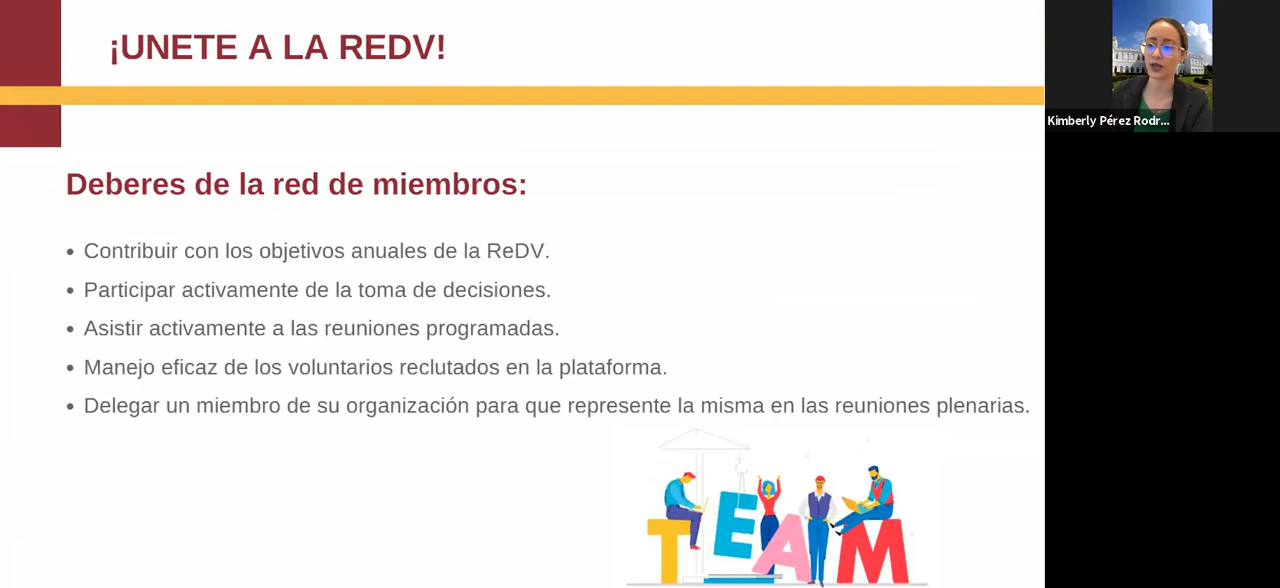 ¡UNETE A LA REDV!
Kimberly Pérez Rodr...
Deberes de la red de miembros:
• Contribuir con los objetivos anuales de la ReDV.
• Participar activamente de la toma de decisiones.
• Asistir activamente a las reuniones programadas.
• Manejo eficaz de los voluntarios reclutados en la plataforma.
• Delegar un miembro de su organización para que represente la misma en las reuniones plenarias.
TEAM